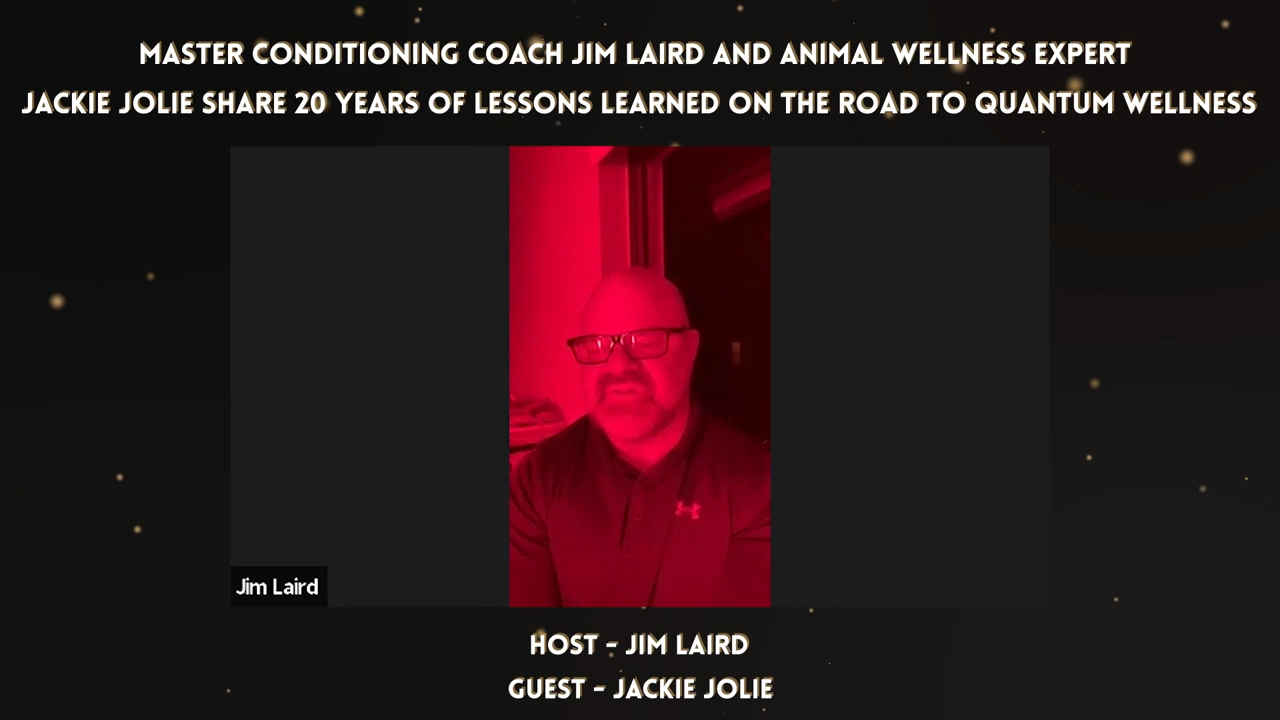 MASTER CONDITIONING COACH JIM LAIRD AND ANIMAL WELLNESS EXPERT
JACKIE JOLIE SHARE 20 YEARS OF LESSONS LEARNED ON THE ROAD TO QUANTUM WELLNESS
Jim Laird
HOST - JIM LAIRD
GUEST - JACKIE JOLIE